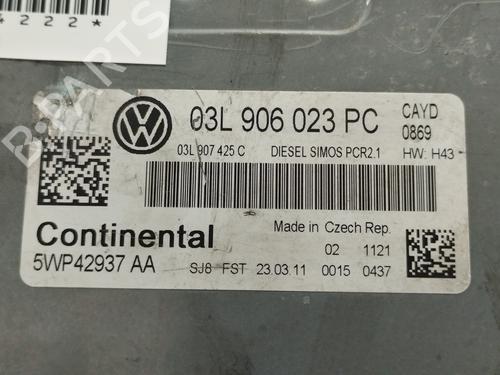 4222*
03L 906 023 PC
CAYD
0869
03L 907 425 C DIESEL SIMOS PCR2.1 HW: H43
Continental
Made in Czech Rep.
02 1121
5WP42937 AA SJ8 FST 23.03.11 0015 0437
B-PARTS